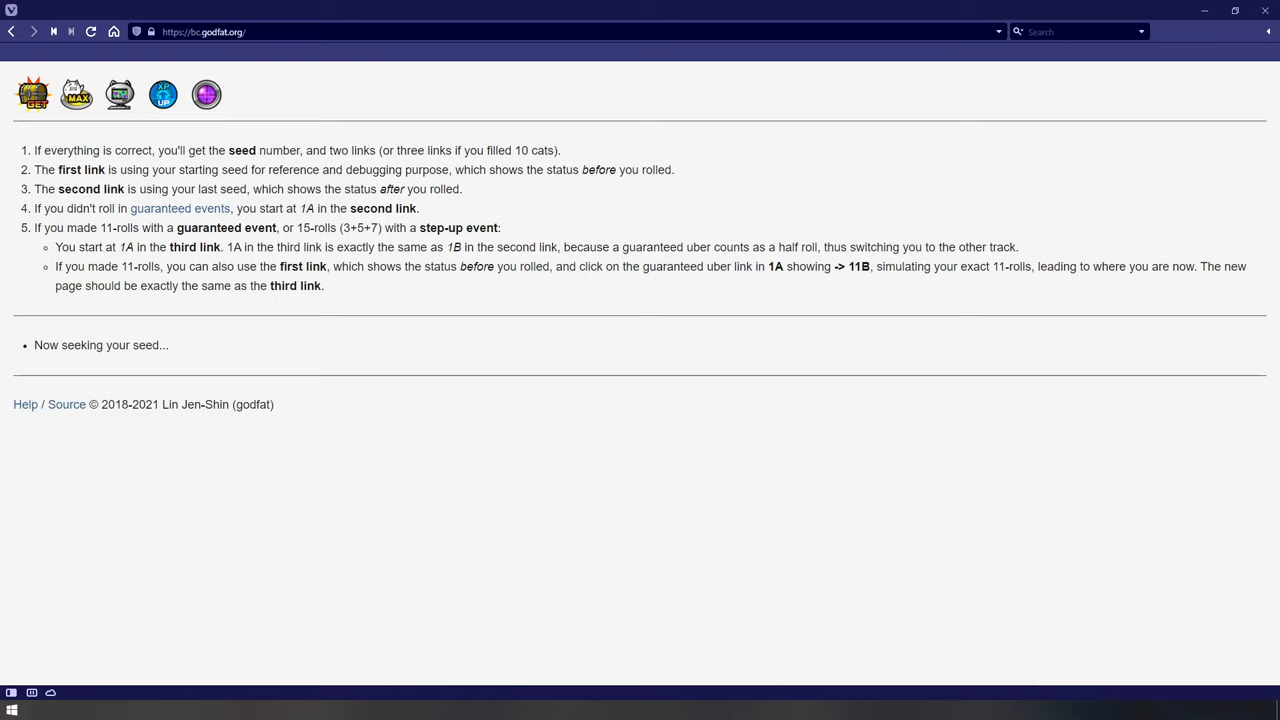 https://bc.godfat.org/
Search
GET
MAX
XP
UP
1. If everything is correct, you'll get the seed number, and two links (or three links if you filled 10 cats).
2. The first link is using your starting seed for reference and debugging purpose, which shows the status before you rolled.
3. The second link is using your last seed, which shows the status after you rolled.
4. If you didn't roll in guaranteed events, you start at 1A in the second link.
5. If you made 11-rolls with a guaranteed event, or 15-rolls (3+5+7) with a step-up event:
You start at 1A in the third link. 1A in the third link is exactly the same as 1B in the second link, because a guaranteed uber counts as a half roll, thus switching you to the other track.
If you made 11-rolls, you can also use the first link, which shows the status before you rolled, and click on the guaranteed uber link in 1A showing -> 11B, simulating your exact 11-rolls, leading to where you are now. The new
page should be exactly the same as the third link.
Now seeking your seed...
Help / Source © 2018-2021 Lin Jen-Shin (godfat)